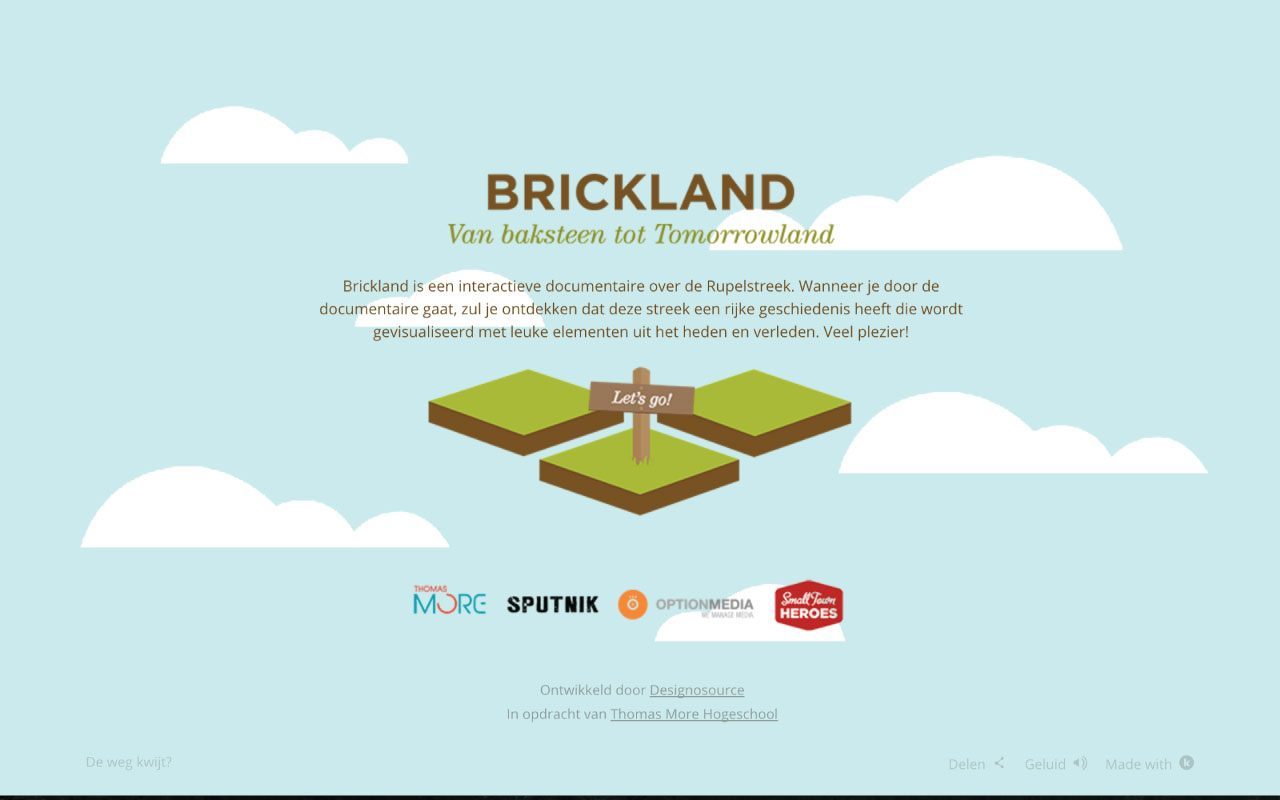 BRICKLAND
Van baksteen tot Tomorrowland
Brickland is een interactieve documentaire over de Rupelstreek. Wanneer je door de
documentaire gaat, zul je ontdekken dat deze streek een rijke geschiedenis heeft die wordt
gevisualiseerd met leuke elementen uit het heden en verleden. Veel plezier!
Let's go!
THOMAS
MORE
SPUTNIK
OPTIONMEDIA
WE MANAGE MEDIA
Small Town
HEROES
Ontwikkeld door Designosource
In opdracht van Thomas More Hogeschool
De weg kwijt?
Delen
Geluid
Made with k